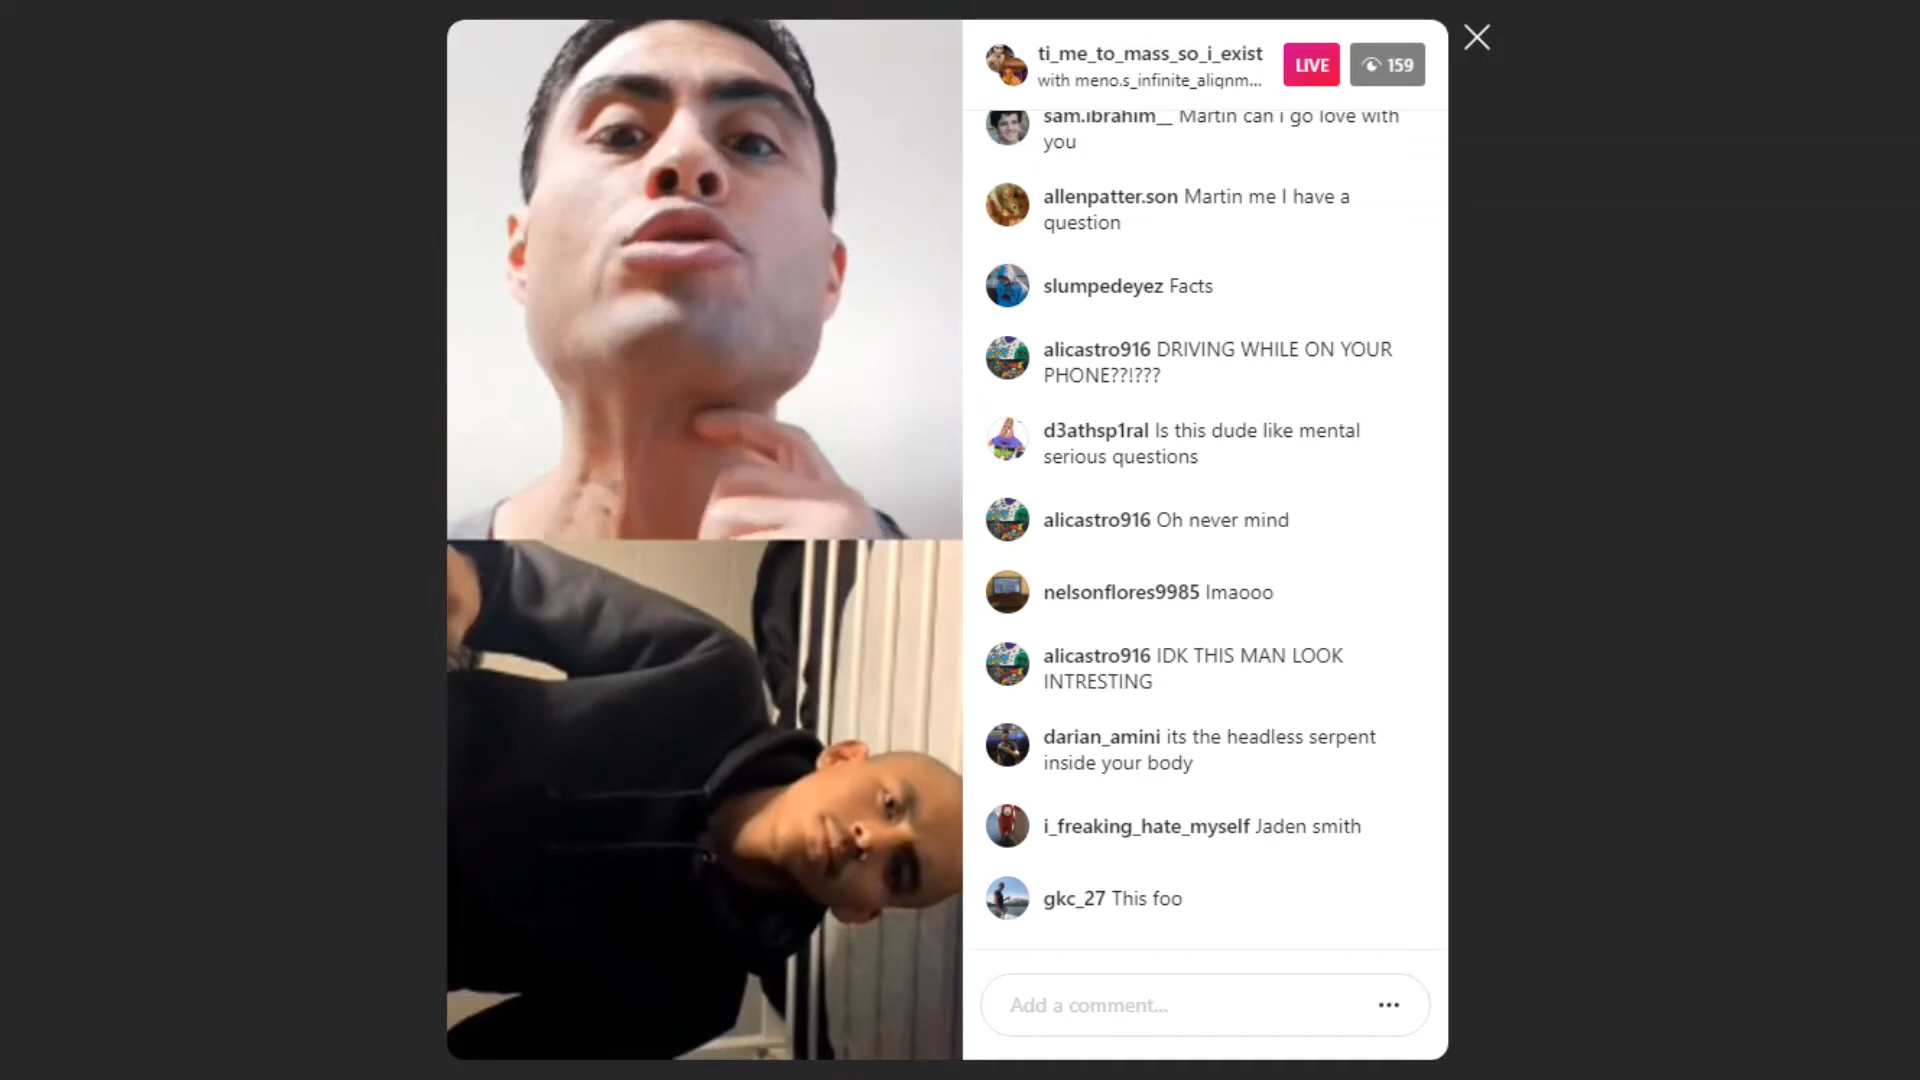 ti_me_to_mass_so_i_exist
with meno.s_infinite_alignm...
LIVE
159
sam.ibrahim__ Martin can i go love with
you
allenpatter.son Martin me I have a
question
slumpedeyez Facts
alicastro916 DRIVING WHILE ON YOUR
PHONE??!???
d3athsp1ral Is this dude like mental
serious questions
alicastro916 Oh never mind
nelsonflores9985 lmaooo
alicastro916 IDK THIS MAN LOOK
INTRESTING
darian_amini its the headless serpent
inside your body
i_freaking_hate_myself Jaden smith
gkc_27 This foo
Add a comment...